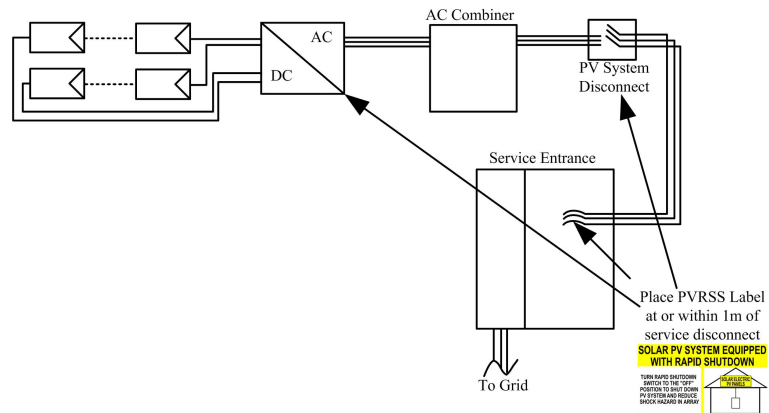 AC Combiner
AC
DC
PV System
Disconnect
Service Entrance
Place PVRSS Label
at or within 1m of
service disconnect
SOLAR PV SYSTEM EQUIPPED
WITH RAPID SHUTDOWN
TURN RAPID SHUTDOWN
SWITCH TO THE "OFF"
POSITION TO SHUT DOWN
PV SYSTEM AND REDUCE
SHOCK HAZARD IN ARRAY
SOLAR ELECTRIC
PV PANELS
To Grid